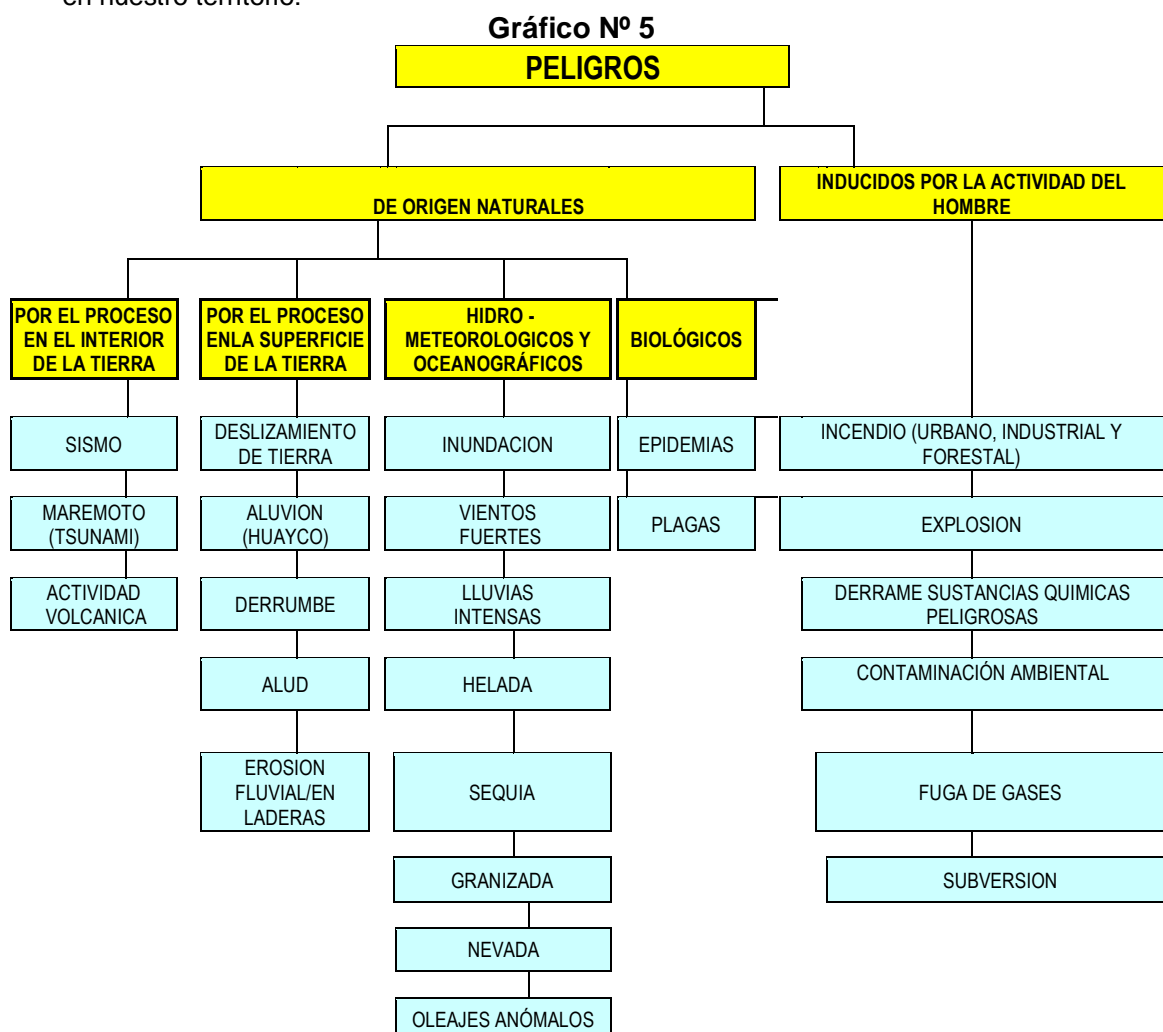 en nuestro territorio.
Gráfico Nº 5
PELIGROS
DE ORIGEN NATURALES
INDUCIDOS POR LA ACTIVIDAD DEL
HOMBRE
POR EL PROCESO
EN EL INTERIOR
DE LA TIERRA
POR EL PROCESO
ENLA SUPERFICIE
DE LA TIERRA
HIDRO -
METEOROLOGICOS Y
OCEANOGRÁFICOS
BIOLÓGICOS
SISMO
MAREMOTO
(TSUNAMI)
ACTIVIDAD
VOLCANICA
DESLIZAMIENTO
DE TIERRA
ALUVION
(HUAYCO)
DERRUMBE
ALUD
EROSION
FLUVIAL/EN
LADERAS
INUNDACION
VIENTOS
FUERTES
LLUVIAS
INTENSAS
HELADA
SEQUIA
GRANIZADA
NEVADA
OLEAJES ANÓMALOS
EPIDEMIAS
PLAGAS
INCENDIO (URBANO, INDUSTRIAL Y
FORESTAL)
EXPLOSION
DERRAME SUSTANCIAS QUIMICAS
PELIGROSAS
CONTAMINACIÓN AMBIENTAL
FUGA DE GASES
SUBVERSION